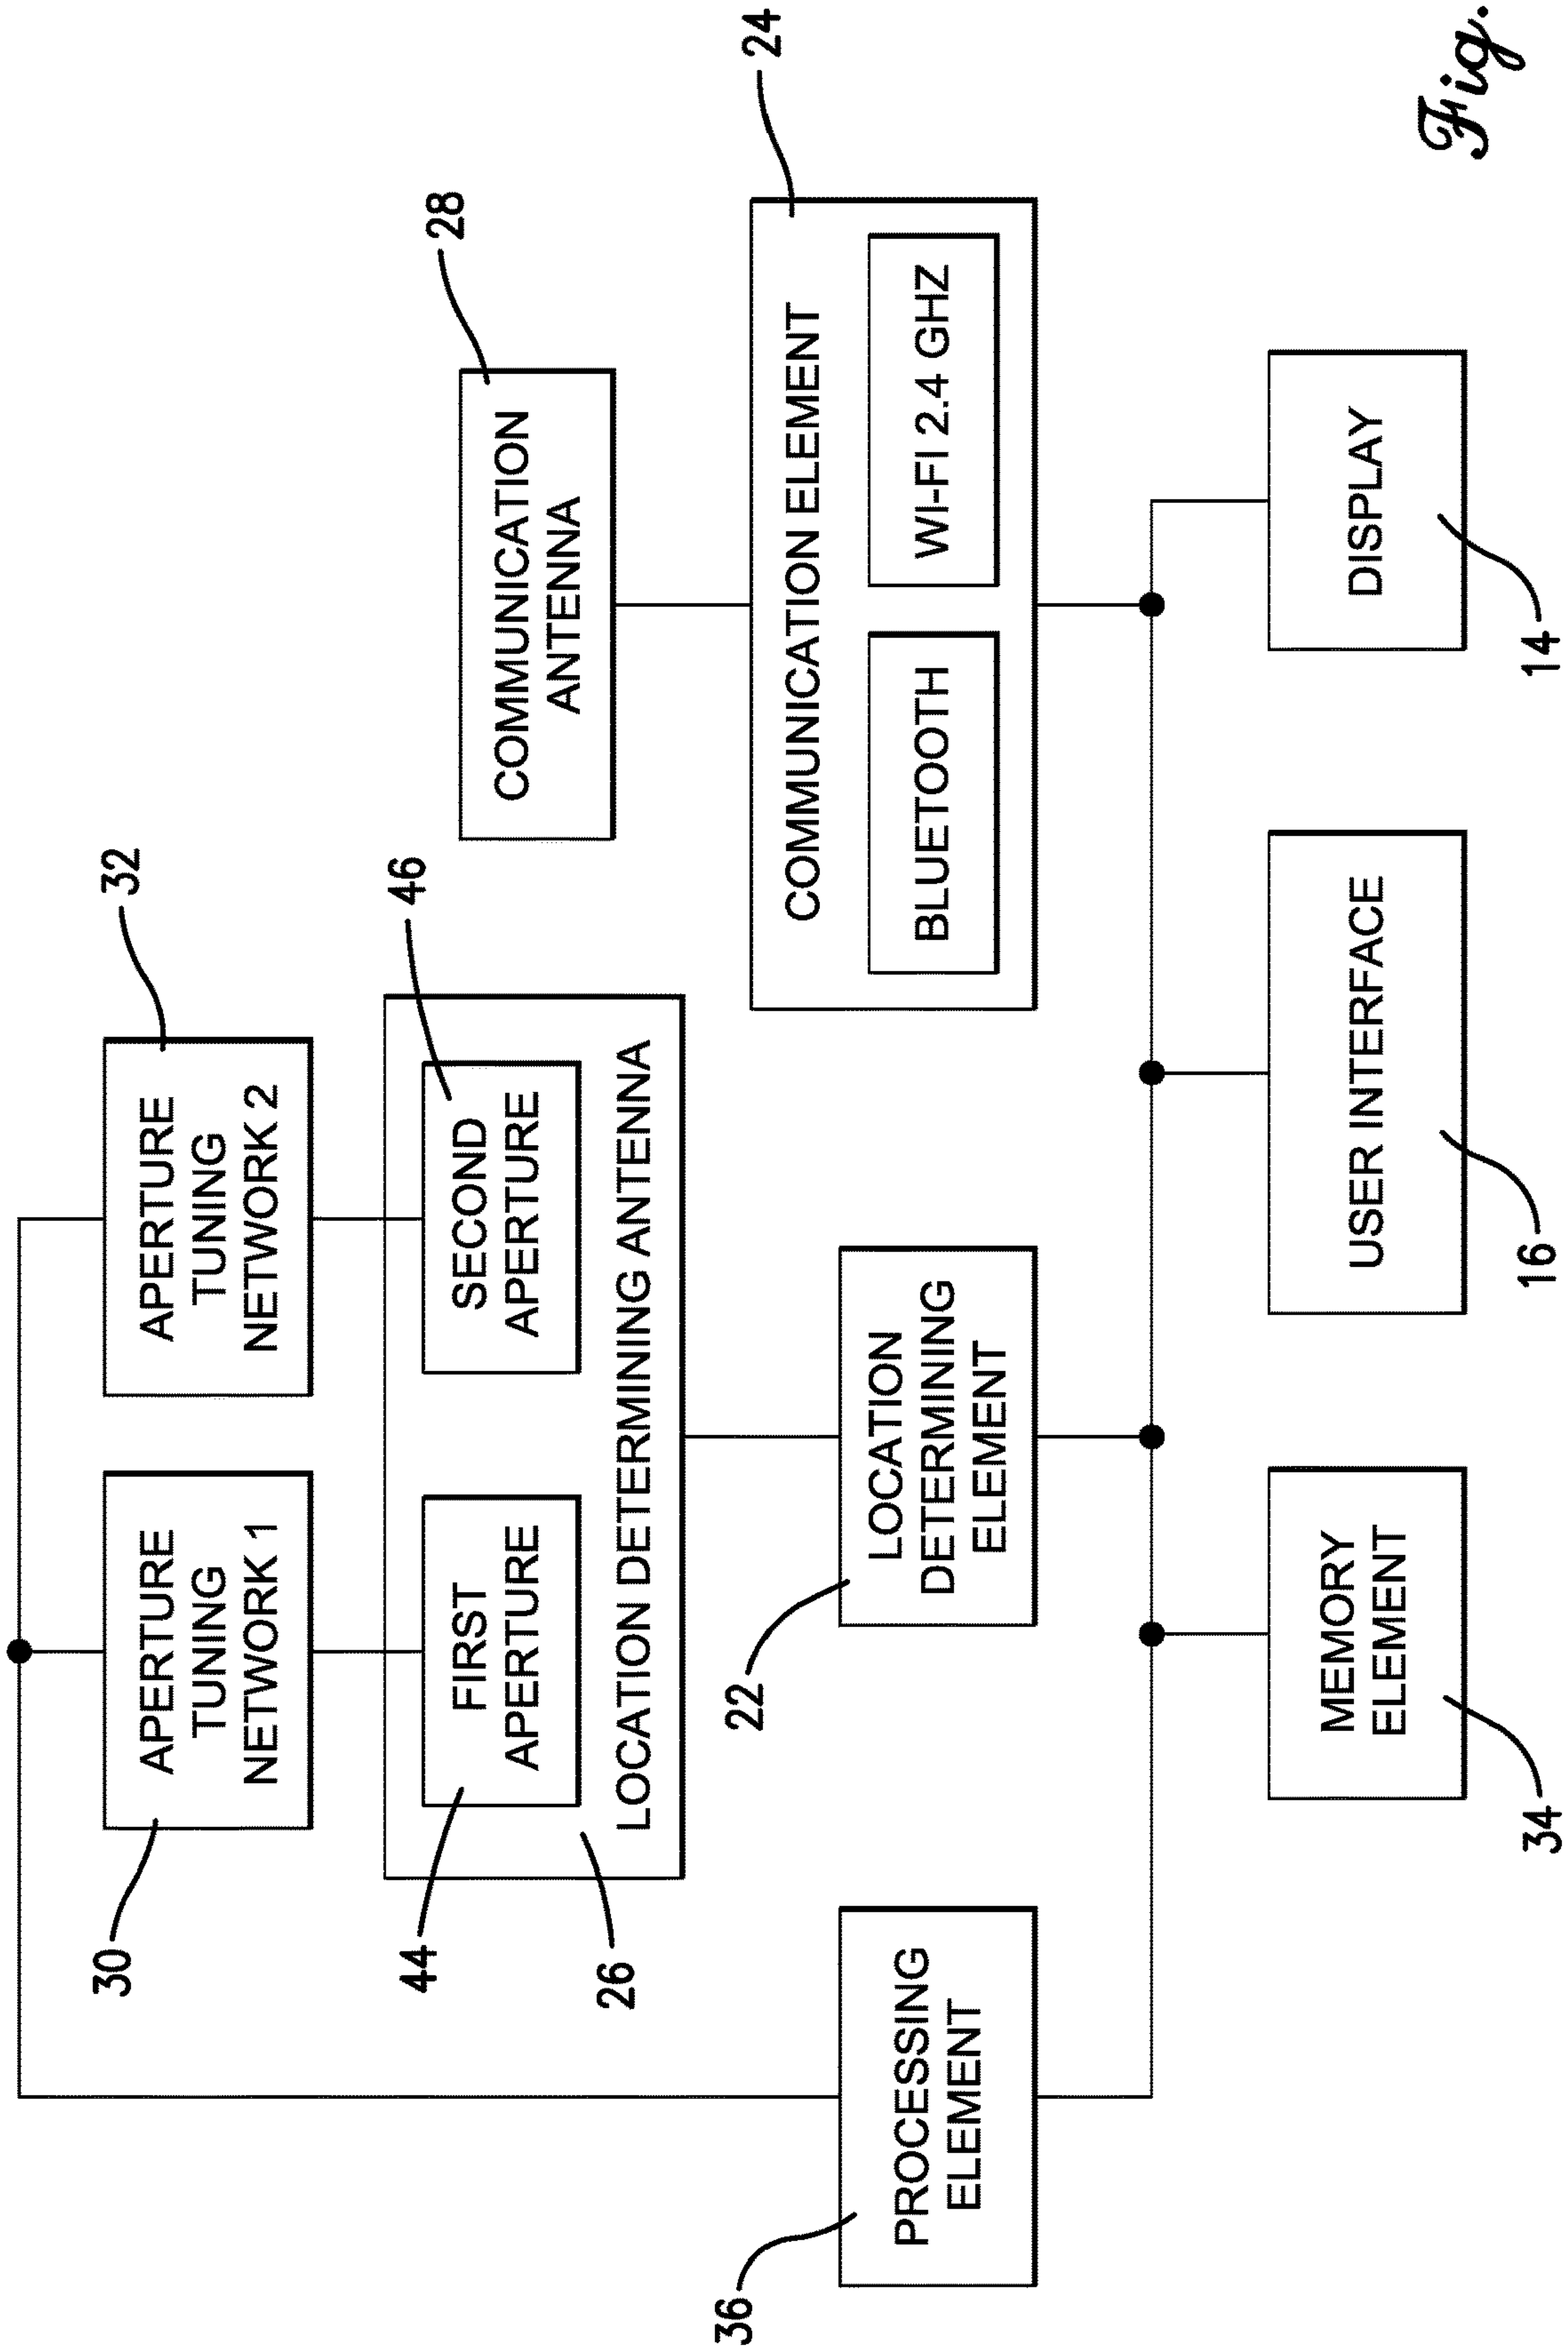 30
APERTURE
TUNING
NETWORK 1
32
APERTURE
TUNING
NETWORK 2
44
FIRST
APERTURE
46
SECOND
APERTURE
26
LOCATION DETERMINING ANTENNA
28
COMMUNICATION
ANTENNA
36
PROCESSING
ELEMENT
22
LOCATION
DETERMINING
ELEMENT
24
COMMUNICATION ELEMENT
BLUETOOTH
WI-FI 2.4 GHZ
MEMORY
ELEMENT
34
USER INTERFACE
16
DISPLAY
14
Fig.